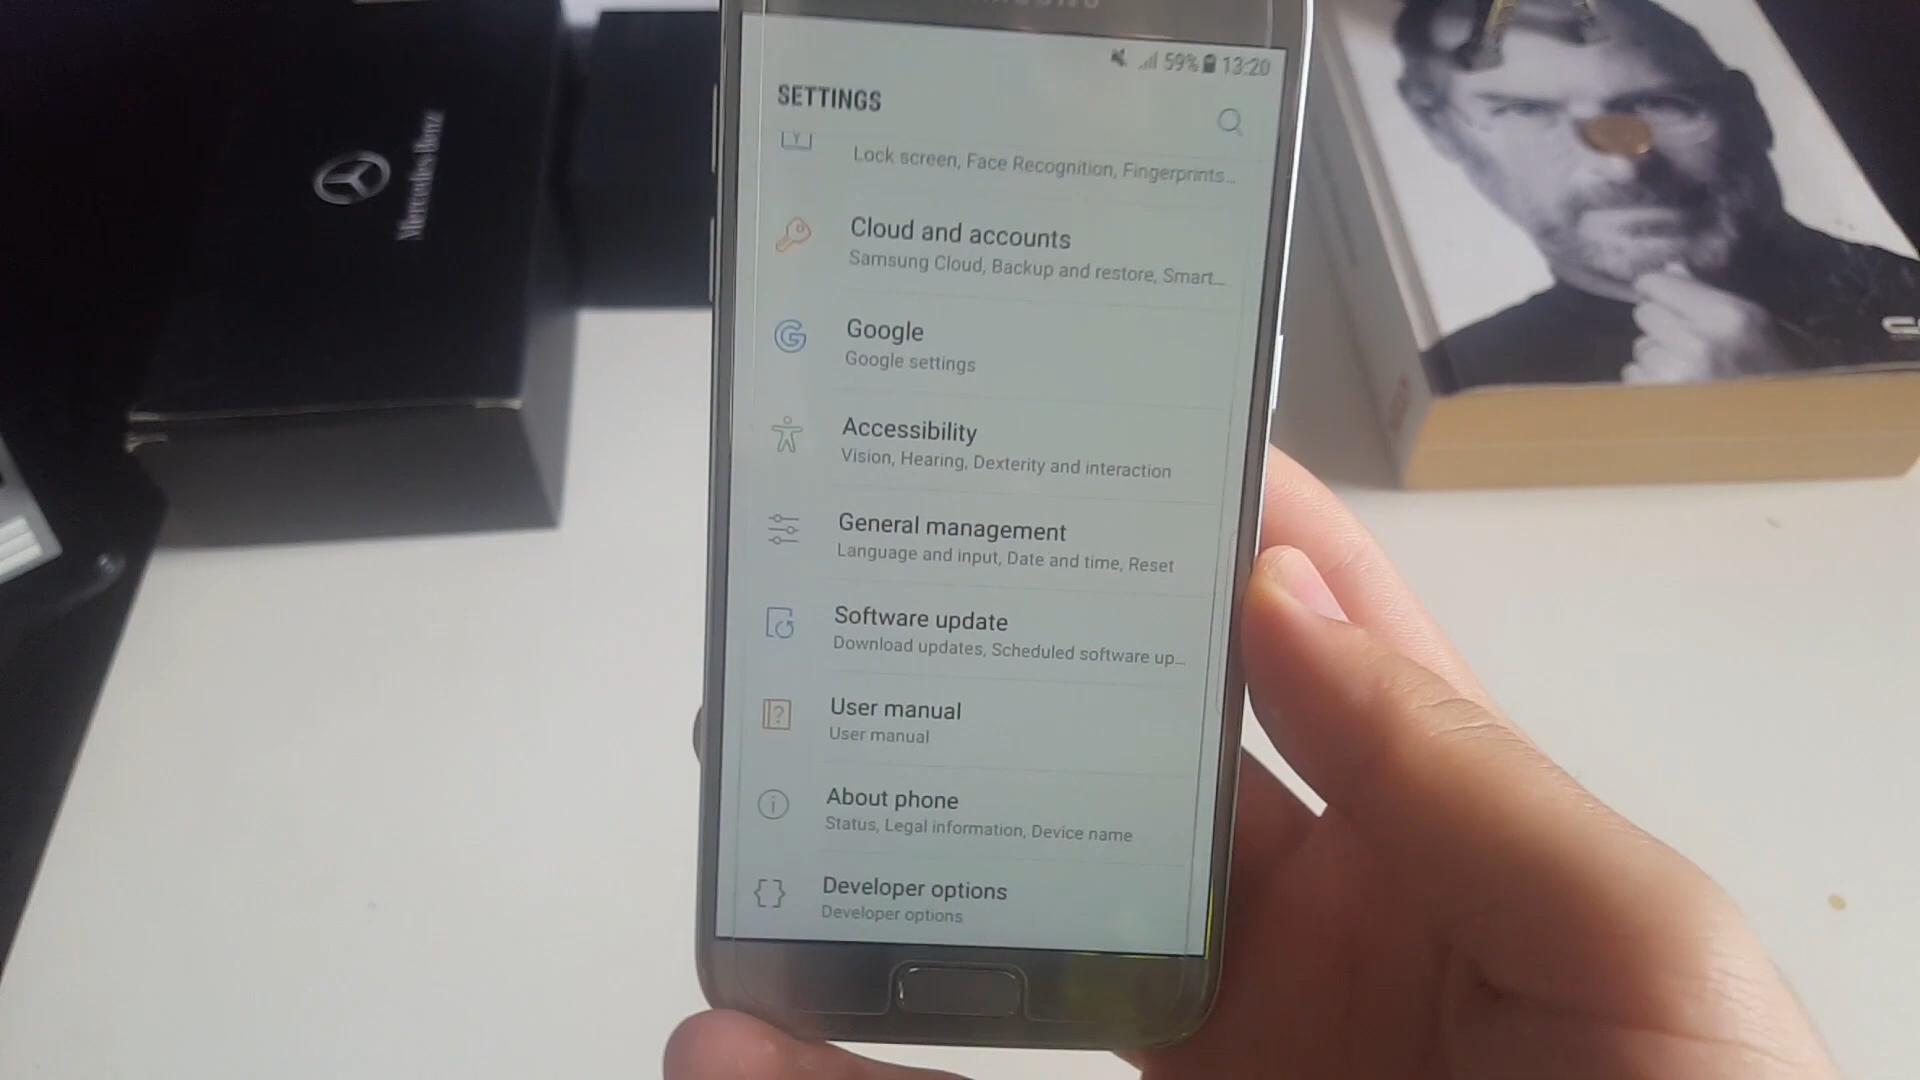 Mercedes-Benz
59% 13:20
SETTINGS
Lock screen, Face Recognition, Fingerprints...
Cloud and accounts
Samsung Cloud, Backup and restore, Smart...
Google
Google settings
Accessibility
Vision, Hearing, Dexterity and interaction
General management
Language and input, Date and time, Reset
Software update
Download updates, Scheduled software up...
User manual
User manual
About phone
Status, Legal information, Device name
Developer options
Developer options